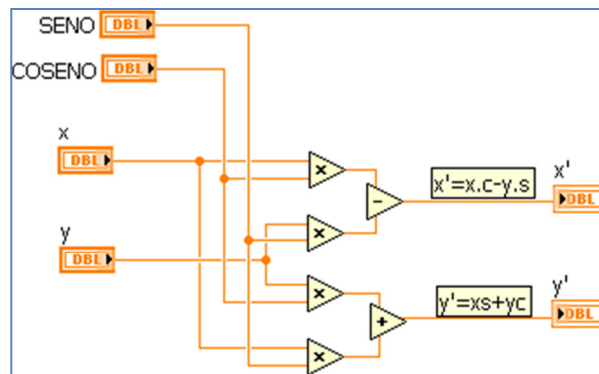 SENO DBL
COSENO DBL
x
DBL
x
x'=x.c-y.s
x'
DBL
-
y
DBL
x
x
y'=xs+yc
y'
DBL
+
x